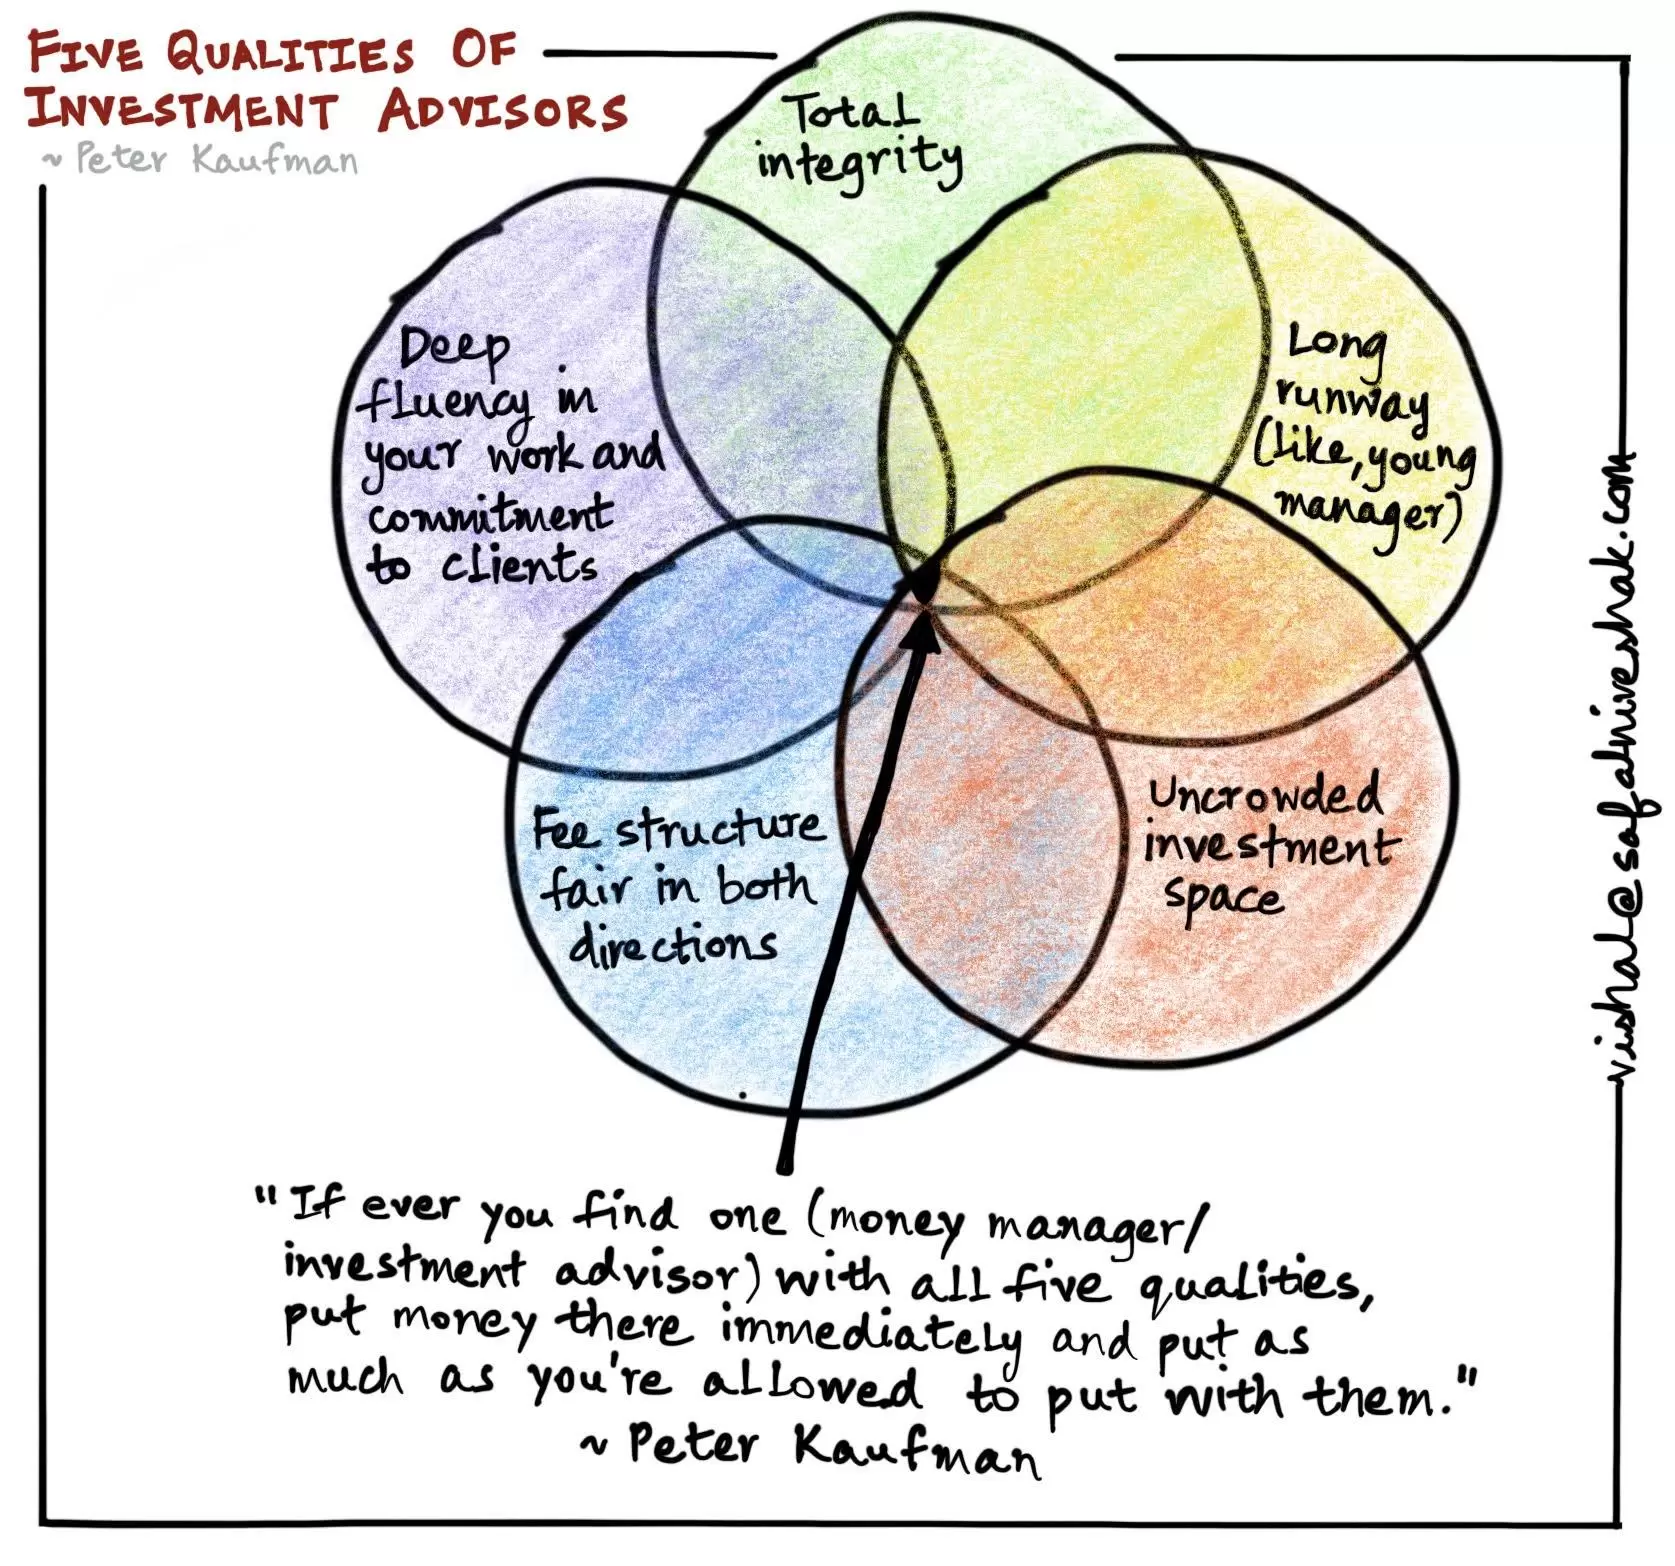 FIVE QUALITIES OF
INVESTMENT ADVISORS
~ Peter Kaufman
Total
integrity
Deep
fluency in
your work and
commitment
to clients
Long
runway
(like, young
manager)
Fee structure
fair in both
directions
Uncrowded
investment
space
"If ever you find one (money manager/
investment advisor) with all five qualities,
put money there immediately and put as
much as you're allowed to put with them."
~ Peter Kaufman
vishal@safalniveshak.com